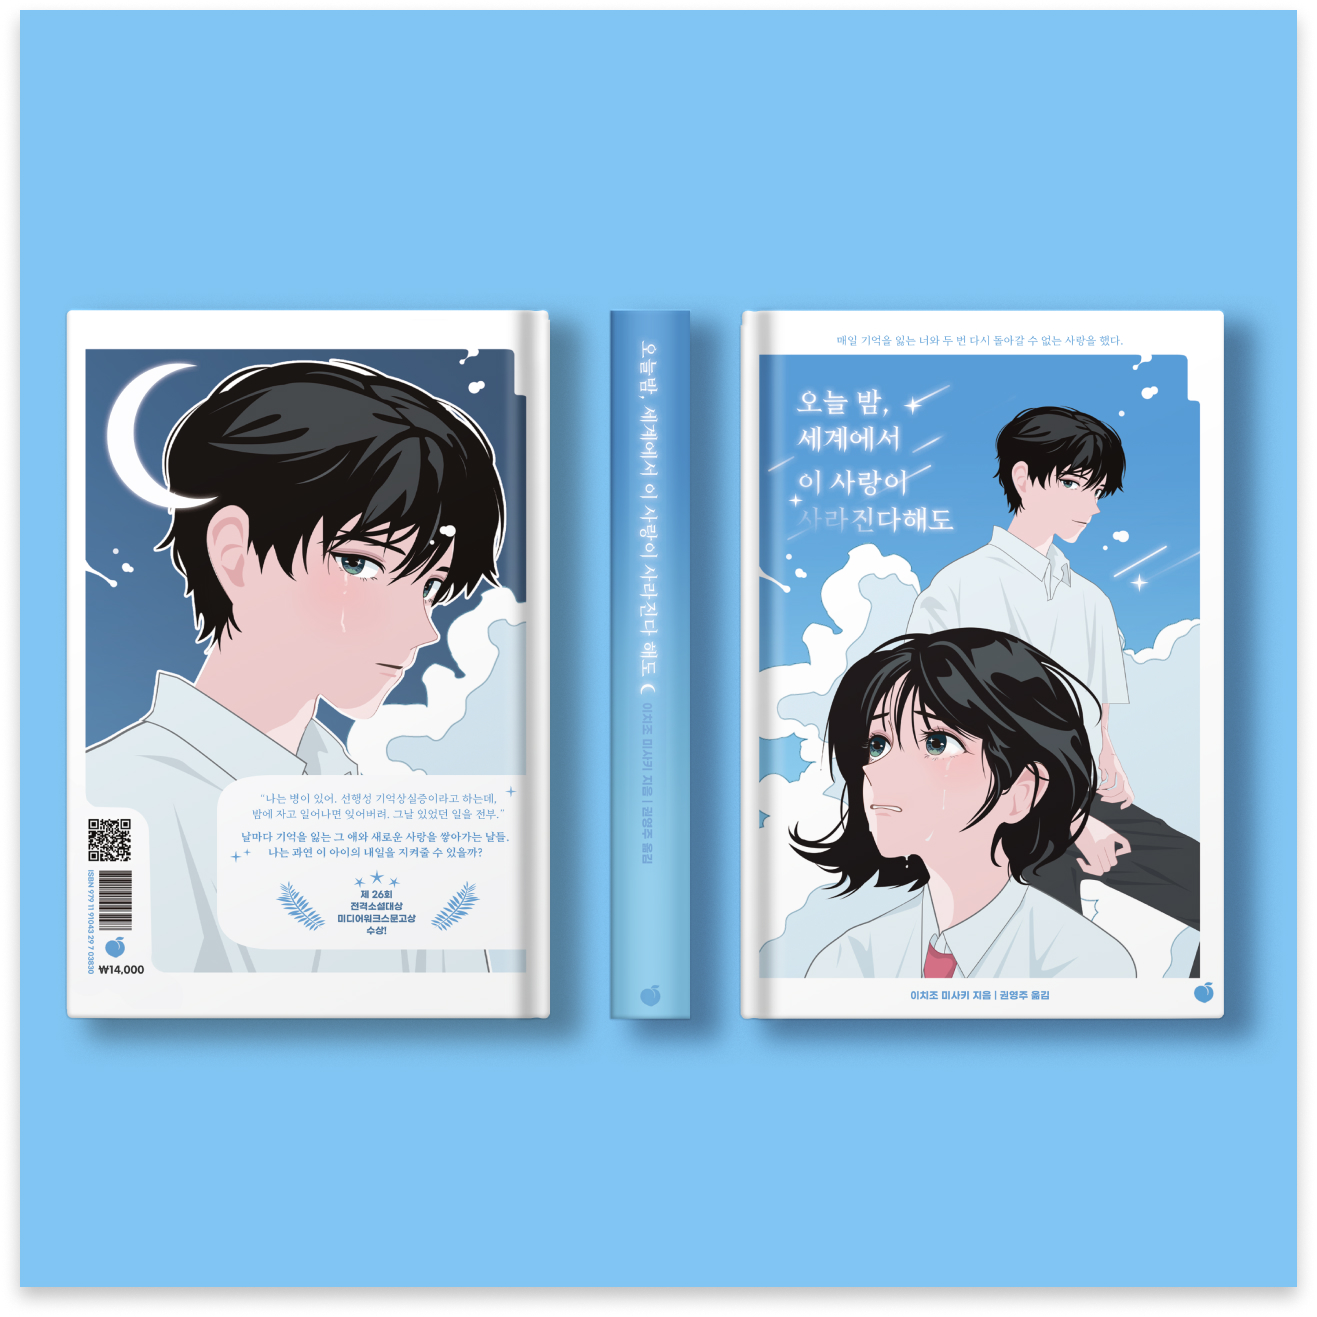 “나는 병이 있어. 선행성 기억상실증이라고 하는데,
밤에 자고 일어나면 잊어버려. 그날 있었던 일을 전부.”
날마다 기억을 잃는 그 애와 새로운 사랑을 쌓아가는 날들.
나는 과연 이 아이의 내일을 지켜줄 수 있을까?
제 26회
전격소설대상
미디어워크스문고상
수상!
ISBN 979 11 91043 29 7 03830
₩14,000
오늘 밤, 세계에서 이 사랑이 사라진다 해도
이치조 미사키 지음 | 권영주 옮김
매일 기억을 잃는 너와 두 번 다시 돌아갈 수 없는 사랑을 했다.
오늘 밤,
세계에서
이 사랑이
사라진다해도
이치조 미사키 지음 | 권영주 옮김